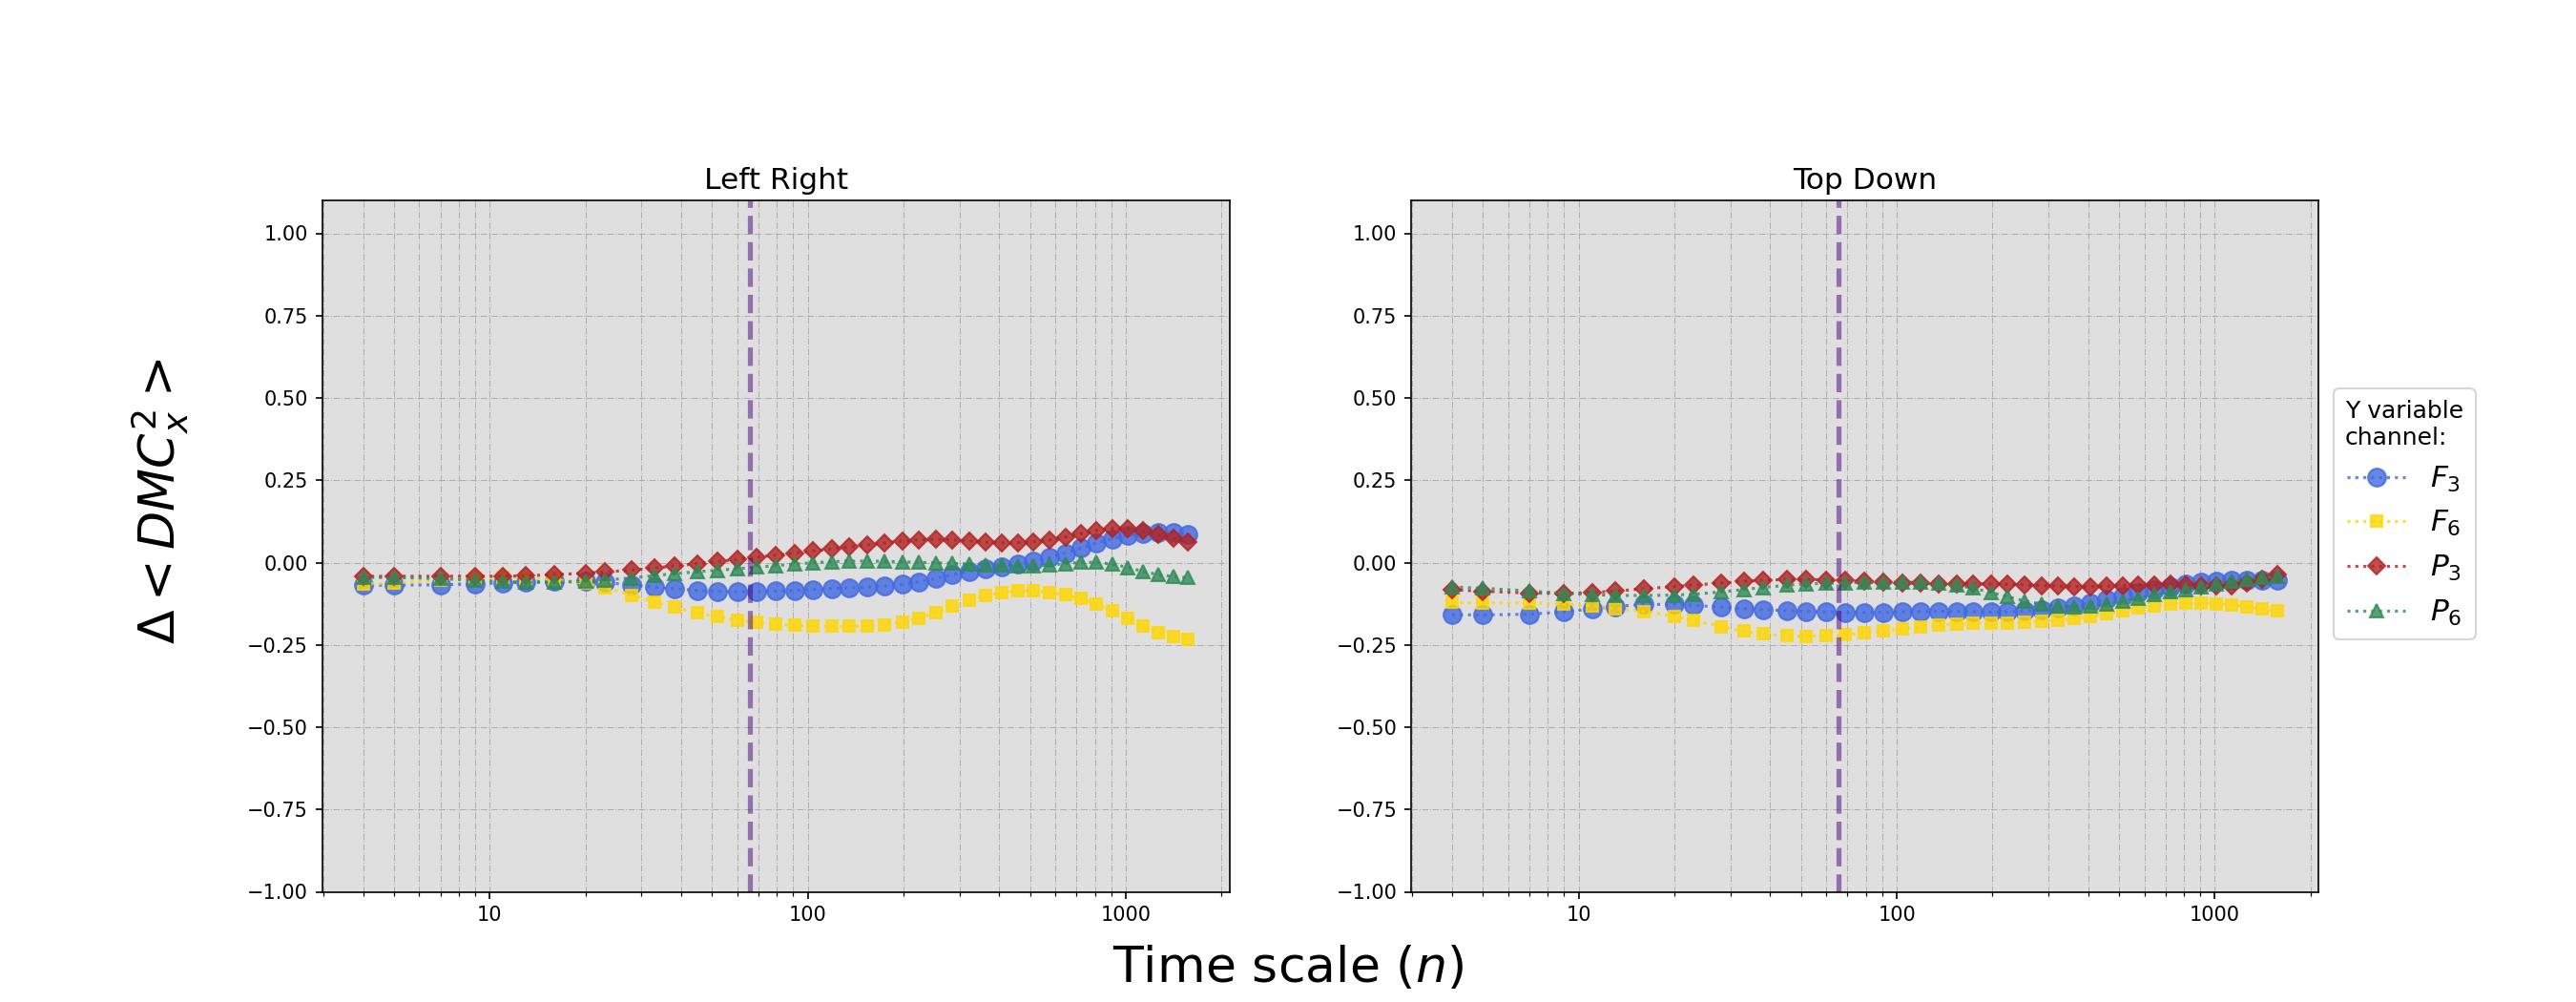 Left Right
Top Down
Δ < DMC²ₓ >
1.00
0.75
0.50
0.25
0.00
−0.25
−0.50
−0.75
−1.00
10 100 1000
1.00
0.75
0.50
0.25
0.00
−0.25
−0.50
−0.75
−1.00
10 100 1000
Y variable
channel:
F₃
F₆
P₃
P₆
Time scale (n)